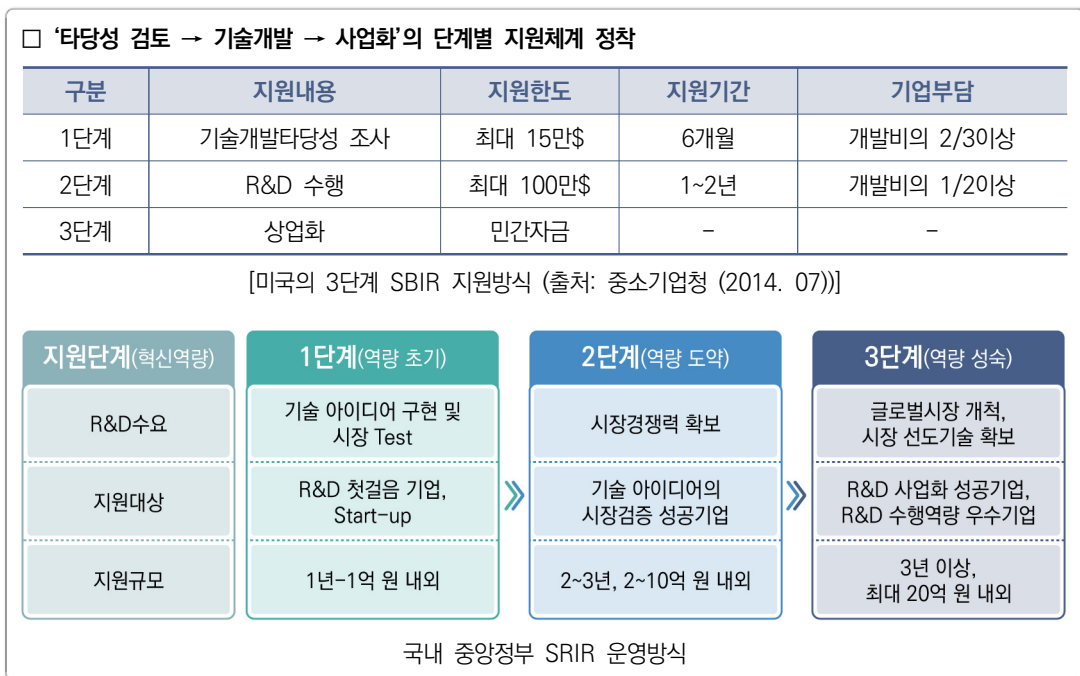 □ ‘타당성 검토 → 기술개발 → 사업화’의 단계별 지원체계 정착
구분 지원내용 지원한도 지원기간 기업부담
1단계 기술개발타당성 조사 최대 15만$ 6개월 개발비의 2/3이상
2단계 R&D 수행 최대 100만$ 1~2년 개발비의 1/2이상
3단계 상업화 민간자금 – –
[미국의 3단계 SBIR 지원방식 (출처: 중소기업청 (2014. 07))]
지원단계(혁신역량) 1단계(역량 초기) 2단계(역량 도약) 3단계(역량 성숙)
R&D수요
기술 아이디어 구현 및
시장 Test
시장경쟁력 확보
글로벌시장 개척,
시장 선도기술 확보
지원대상
R&D 첫걸음 기업,
Start-up
기술 아이디어의
시장검증 성공기업
R&D 사업화 성공기업,
R&D 수행역량 우수기업
지원규모
1년-1억 원 내외
2~3년, 2~10억 원 내외
3년 이상,
최대 20억 원 내외
국내 중앙정부 SRIR 운영방식